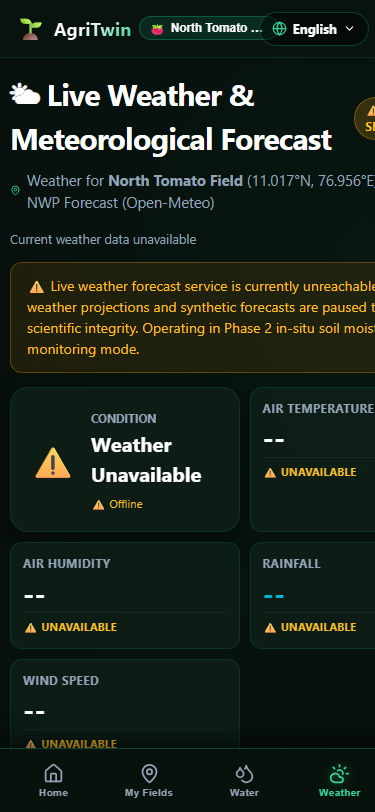 AgriTwin
North Tomato ...
English
Live Weather &
Meteorological Forecast
Weather for North Tomato Field (11.017°N, 76.956°E)
NWP Forecast (Open-Meteo)
Current weather data unavailable
Live weather forecast service is currently unreachable
weather projections and synthetic forecasts are paused t
scientific integrity. Operating in Phase 2 in-situ soil mois
monitoring mode.
CONDITION
Weather
Unavailable
Offline
AIR TEMPERATURE
--
UNAVAILABLE
AIR HUMIDITY
--
UNAVAILABLE
RAINFALL
--
UNAVAILABLE
WIND SPEED
--
UNAVAILABLE
Home
My Fields
Water
Weather